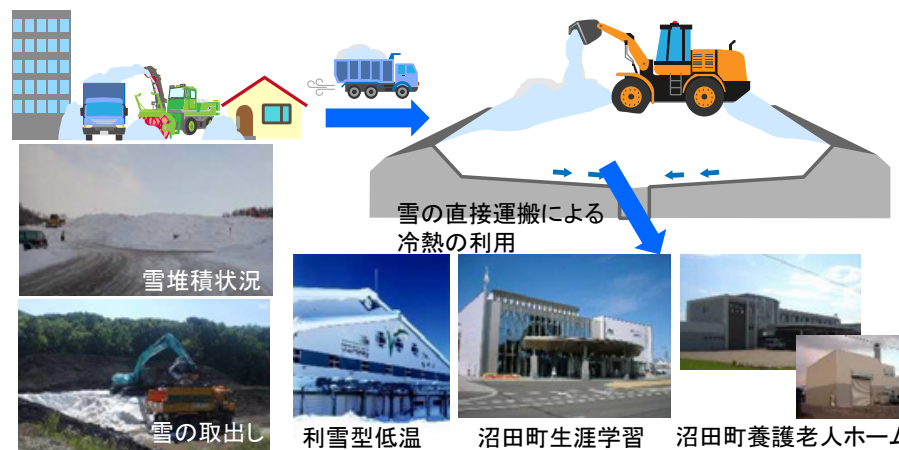 雪の直接運搬による
冷熱の利用
雪堆積状況
雪の取出し
利雪型低温
沼田町生涯学習
沼田町養護老人ホーム